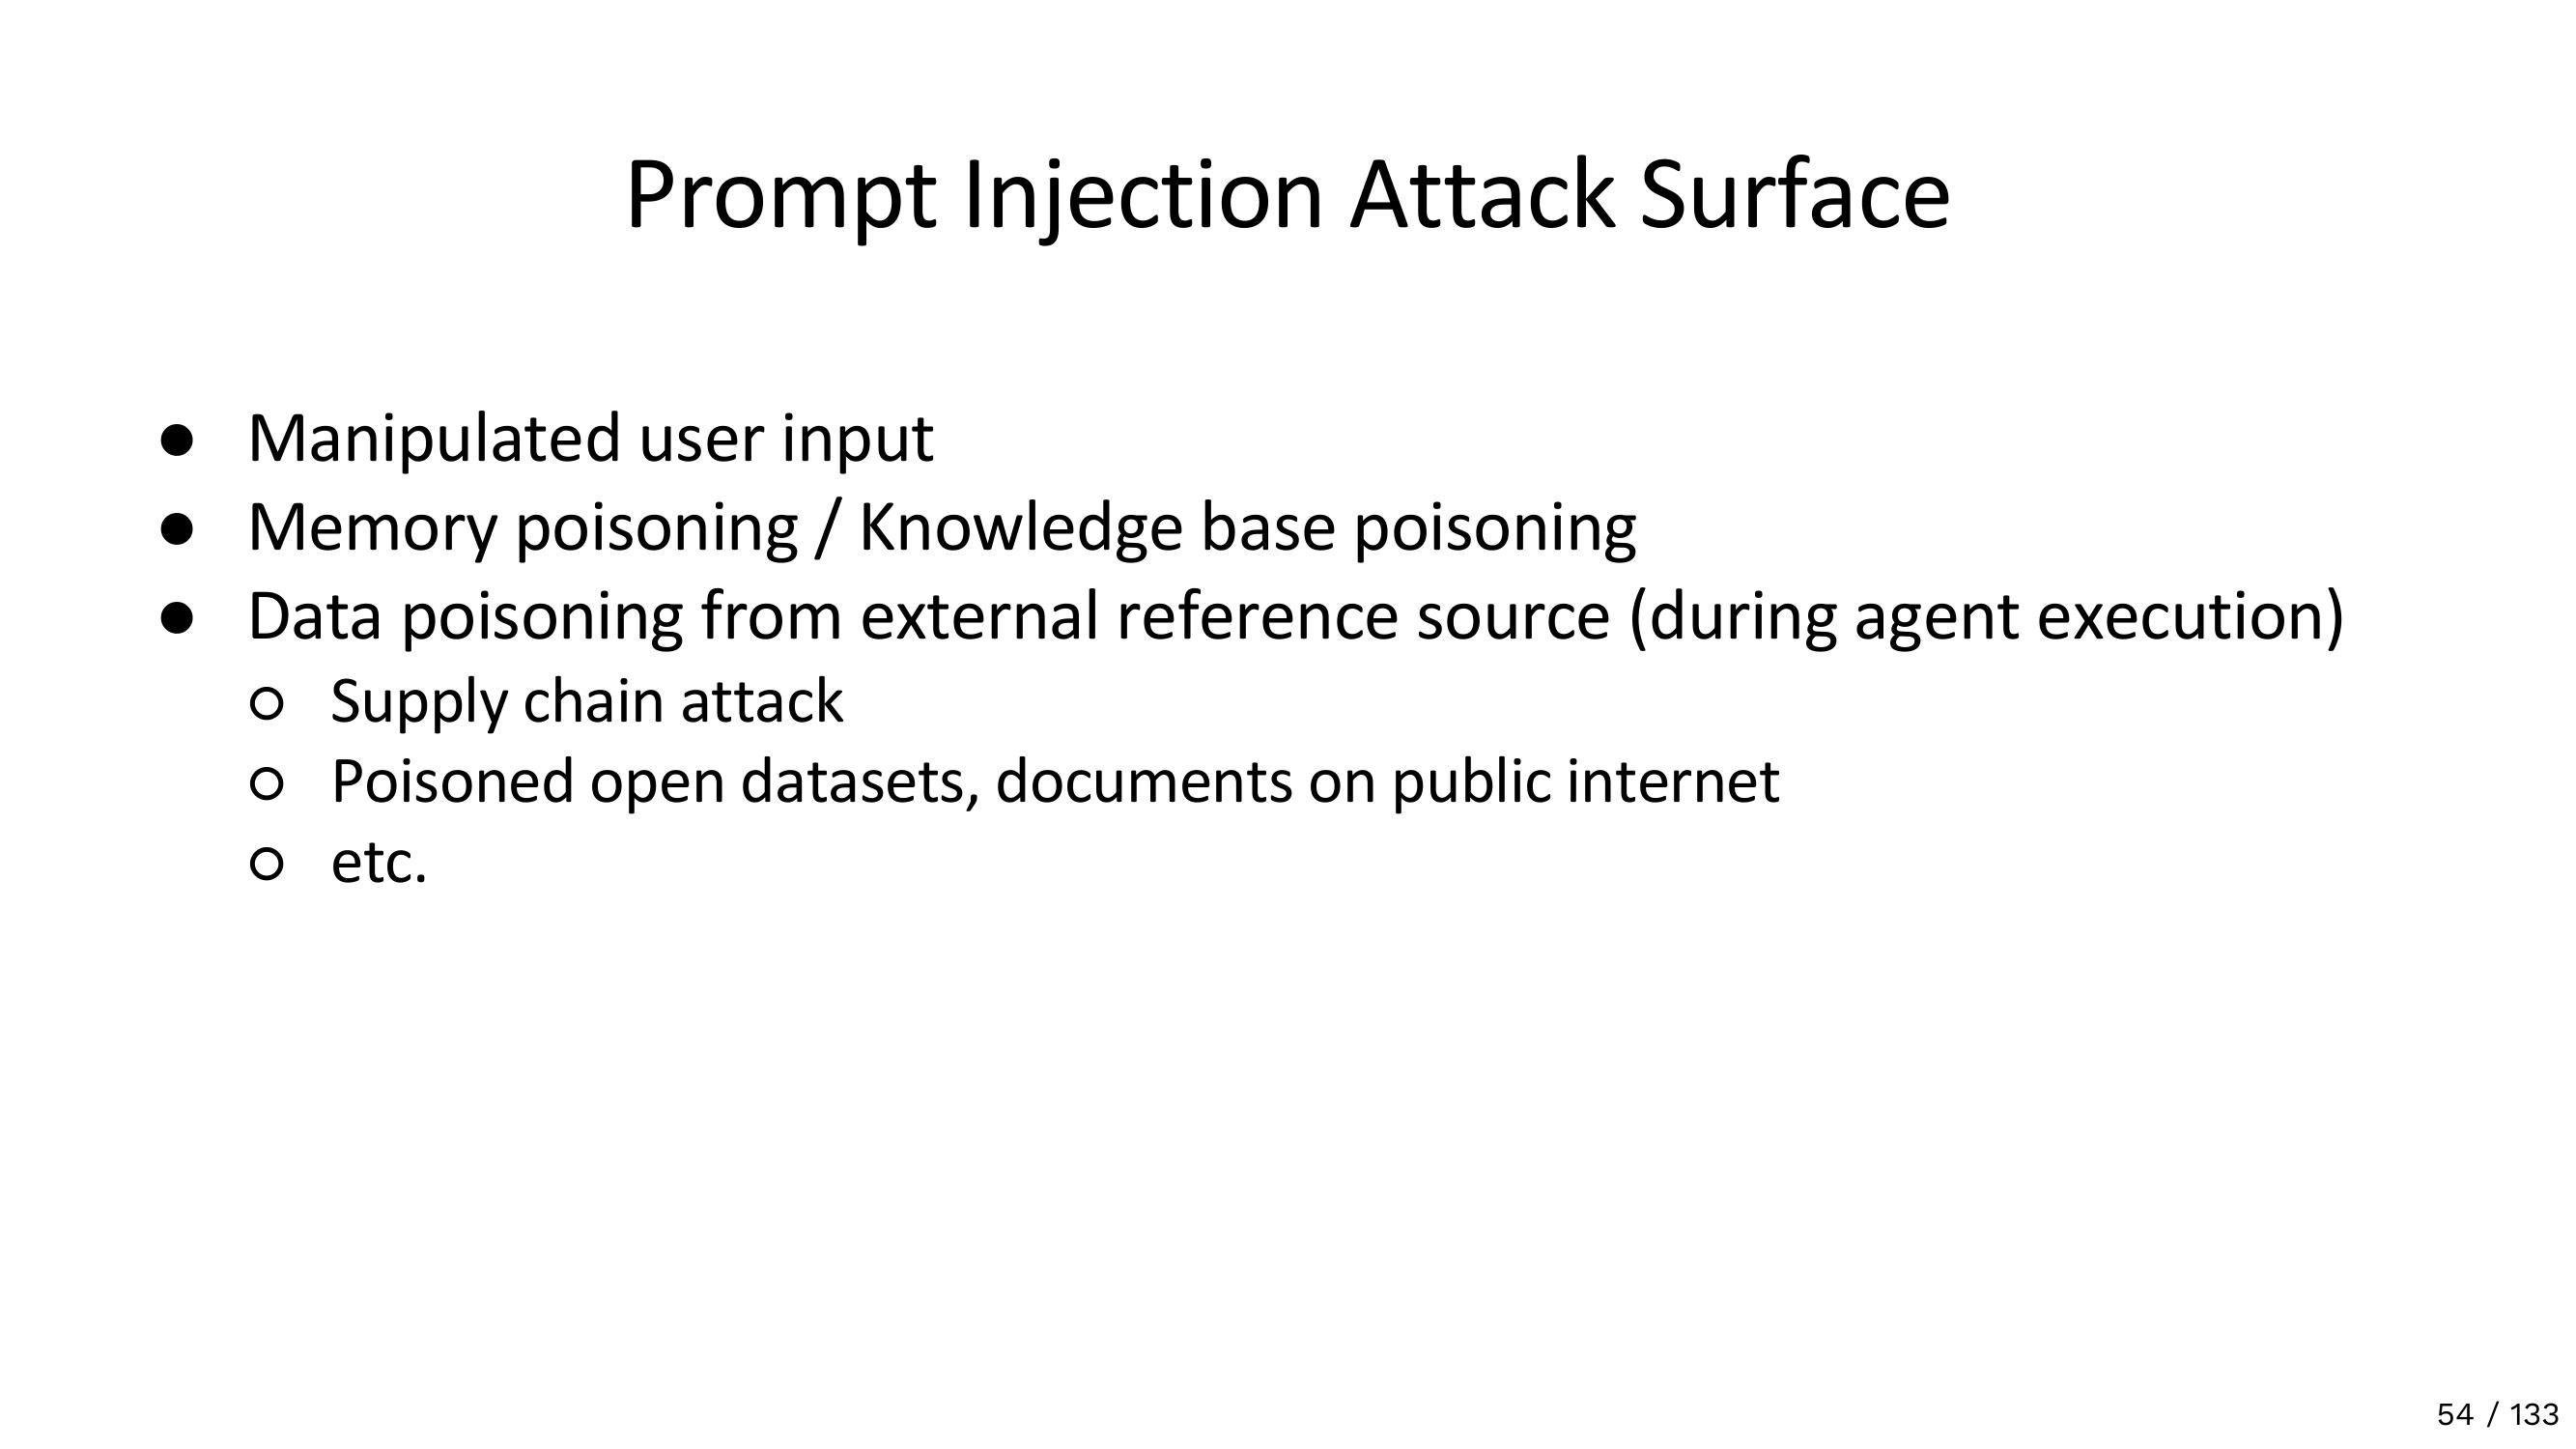 Prompt Injection Attack Surface
● Manipulated user input
● Memory poisoning / Knowledge base poisoning
● Data poisoning from external reference source (during agent execution)
○ Supply chain attack
○ Poisoned open datasets, documents on public internet
○ etc.
54 / 133